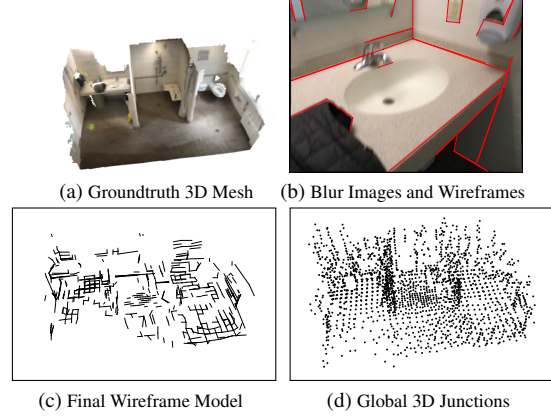 (a) Groundtruth 3D Mesh
(b) Blur Images and Wireframes
(c) Final Wireframe Model
(d) Global 3D Junctions